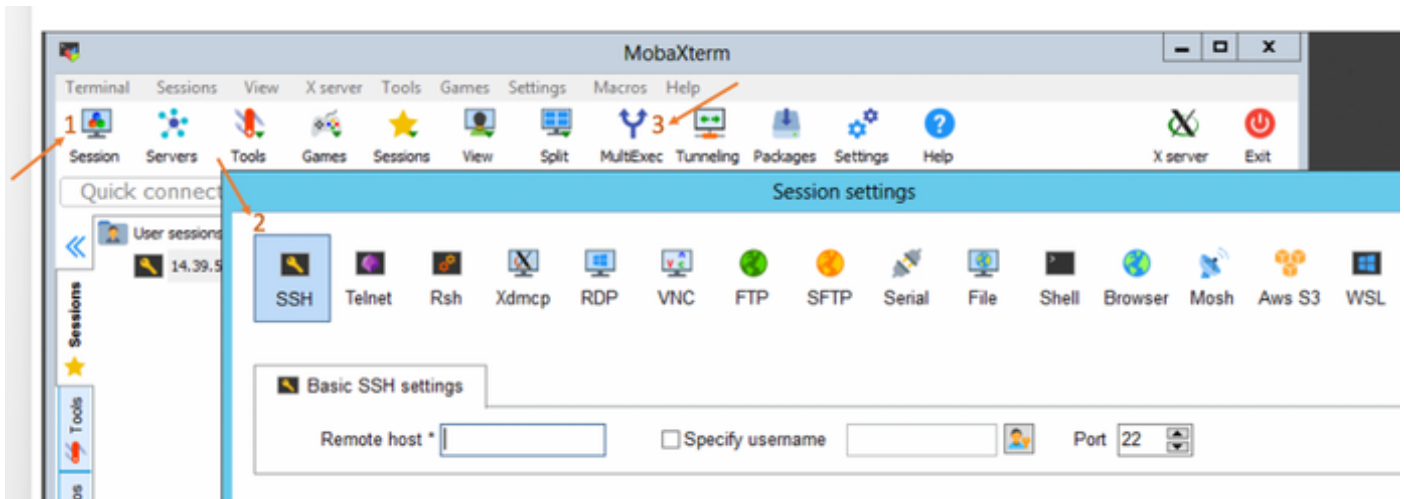 MobaXterm
Terminal Sessions View X server Tools Games Settings Macros Help
1 3
Session Servers Tools Games Sessions View Split MultiExec Tunneling Packages Settings Help X server Exit
Quick connect
Session settings
2
User sessions
14.39.5
SSH Telnet Rsh Xdmcp RDP VNC FTP SFTP Serial File Shell Browser Mosh Aws S3 WSL
Sessions
Basic SSH settings
Tools
Remote host * Specify username Port 22